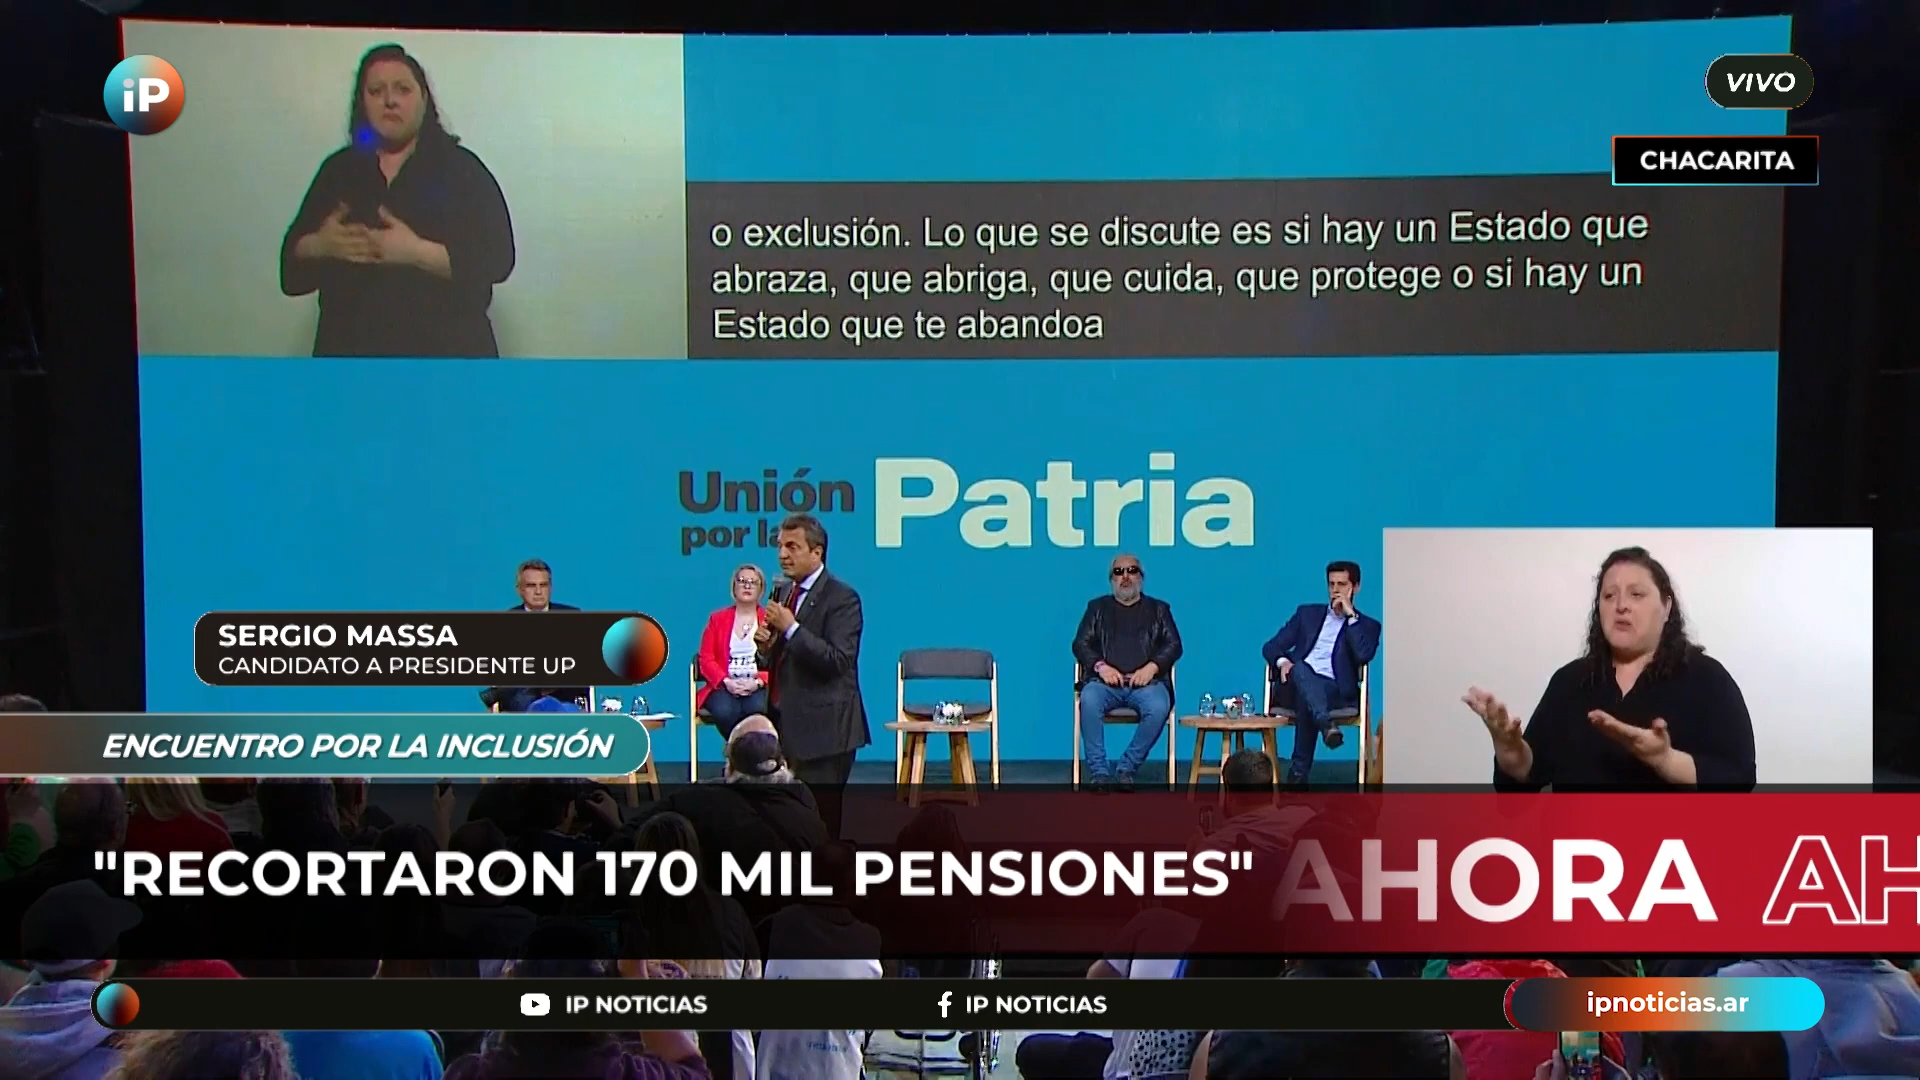 iP
VIVO
CHACARITA
o exclusión. Lo que se discute es si hay un Estado que
abraza, que abriga, que cuida, que protege o si hay un
Estado que te abandoa
Unión
por la
Patria
SERGIO MASSA
CANDIDATO A PRESIDENTE UP
ENCUENTRO POR LA INCLUSIÓN
"RECORTARON 170 MIL PENSIONES"
AHORA AH
IP NOTICIAS
IP NOTICIAS
ipnoticias.ar